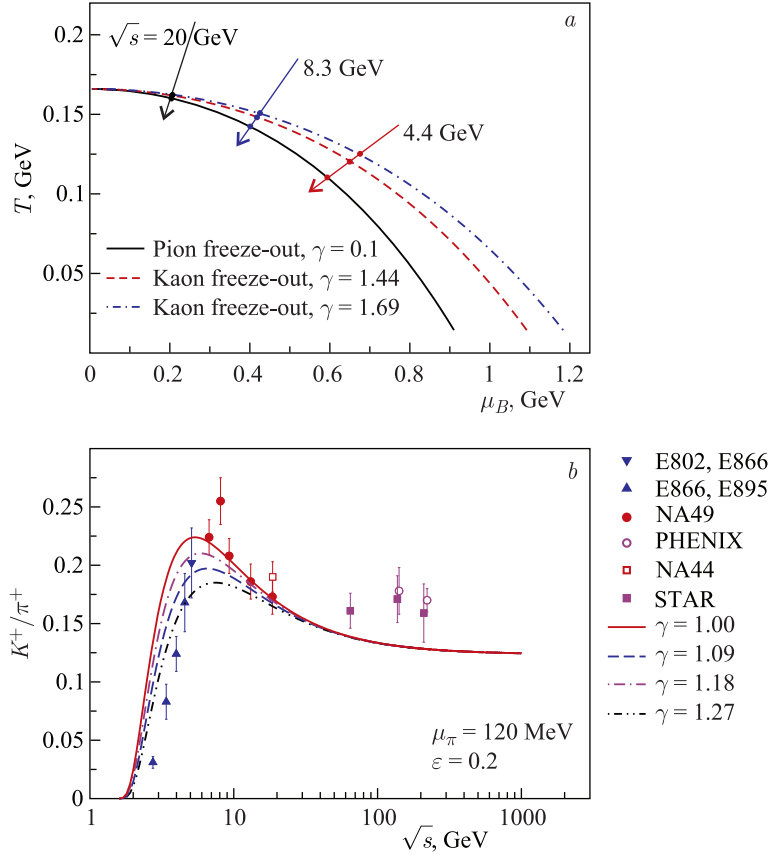 a
0.2
√s = 20 GeV
8.3 GeV
0.15
4.4 GeV
T, GeV
0.1
Pion freeze-out, γ = 0.1
Kaon freeze-out, γ = 1.44
0.05
Kaon freeze-out, γ = 1.69
0 0.2 0.4 0.6 0.8 1 1.2
μ_B, GeV
b
0.25
0.2
0.15
K⁺/π⁺
0.1
0.05
0
μ_π = 120 MeV
ε = 0.2
1 10 100 1000
√s, GeV
E802, E866
E866, E895
NA49
PHENIX
NA44
STAR
γ = 1.00
γ = 1.09
γ = 1.18
γ = 1.27